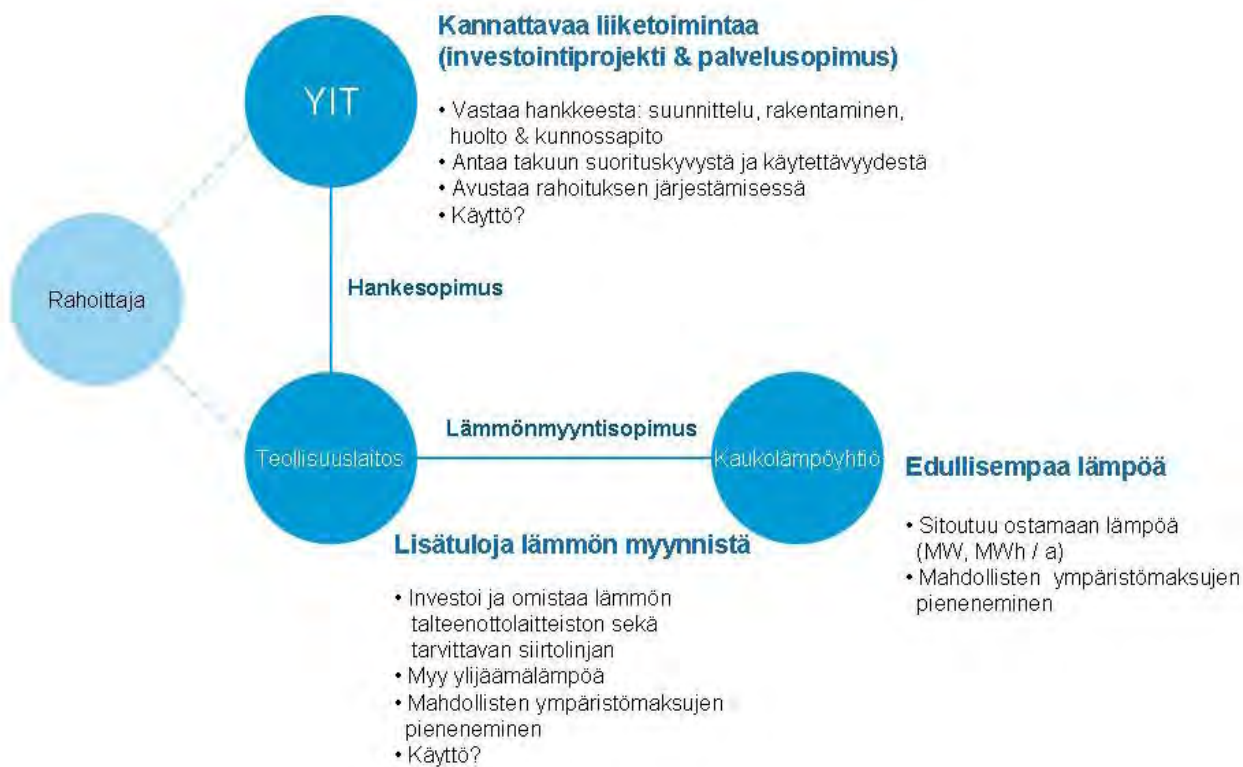 Kannattavaa liiketoimintaa
(investointiprojekti & palvelusopimus)
YIT
• Vastaa hankkeesta: suunnittelu, rakentaminen,
huolto & kunnossapito
• Antaa takuun suorituskyvystä ja käytettävyydestä
• Avustaa rahoituksen järjestämisessä
• Käyttö?
Rahoittaja
Hankesopimus
Lämmönmyyntisopimus
Teollisuuslaitos
Kaukolämpöyhtiö
Edullisempaa lämpöä
• Sitoutuu ostamaan lämpöä
(MW, MWh / a)
• Mahdollisten ympäristömaksujen
pieneneminen
Lisätuloja lämmön myynnistä
• Investoi ja omistaa lämmön
talteenottolaitteiston sekä
tarvittavan siirtolinjan
• Myy ylijäämälämpöä
• Mahdollisten ympäristömaksujen
pieneneminen
• Käyttö?